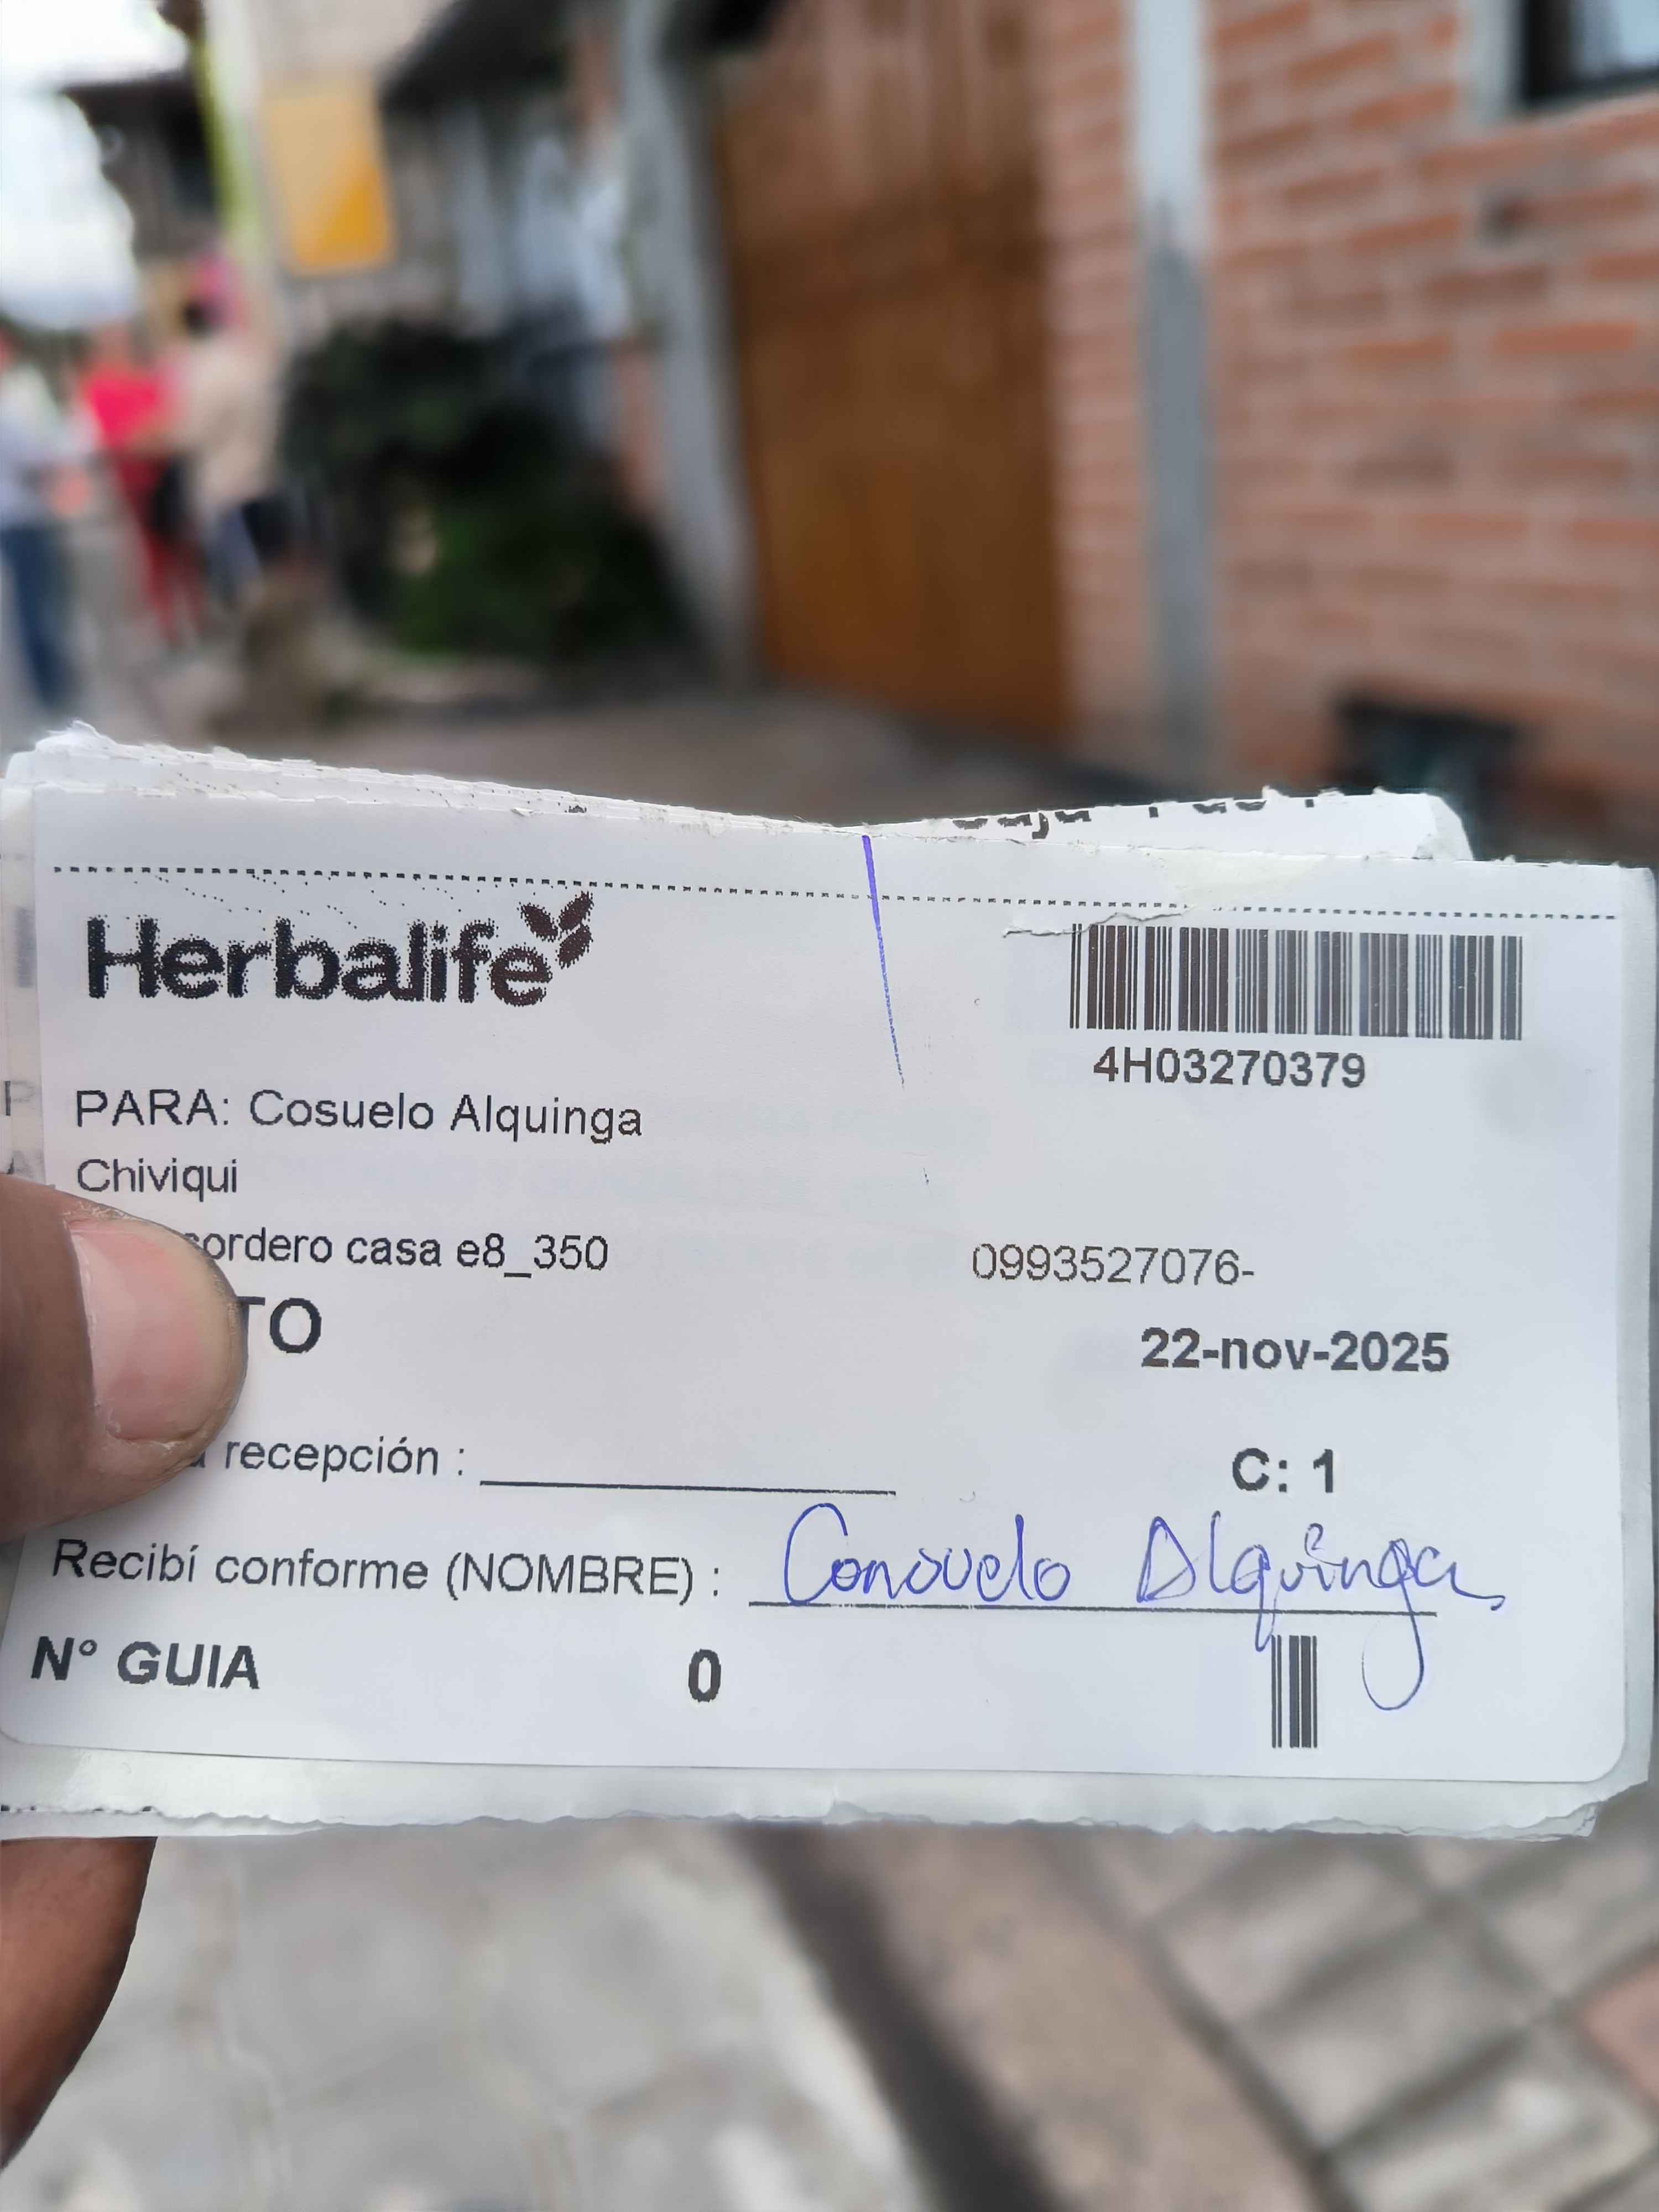 Herbalife
4H03270379
PARA: Cosuelo Alquinga
Chiviqui
cordero casa e8_350
0993527076-
TO
22-nov-2025
recepción :
C: 1
Recibí conforme (NOMBRE) : Consuelo Alquinga
N° GUIA 0